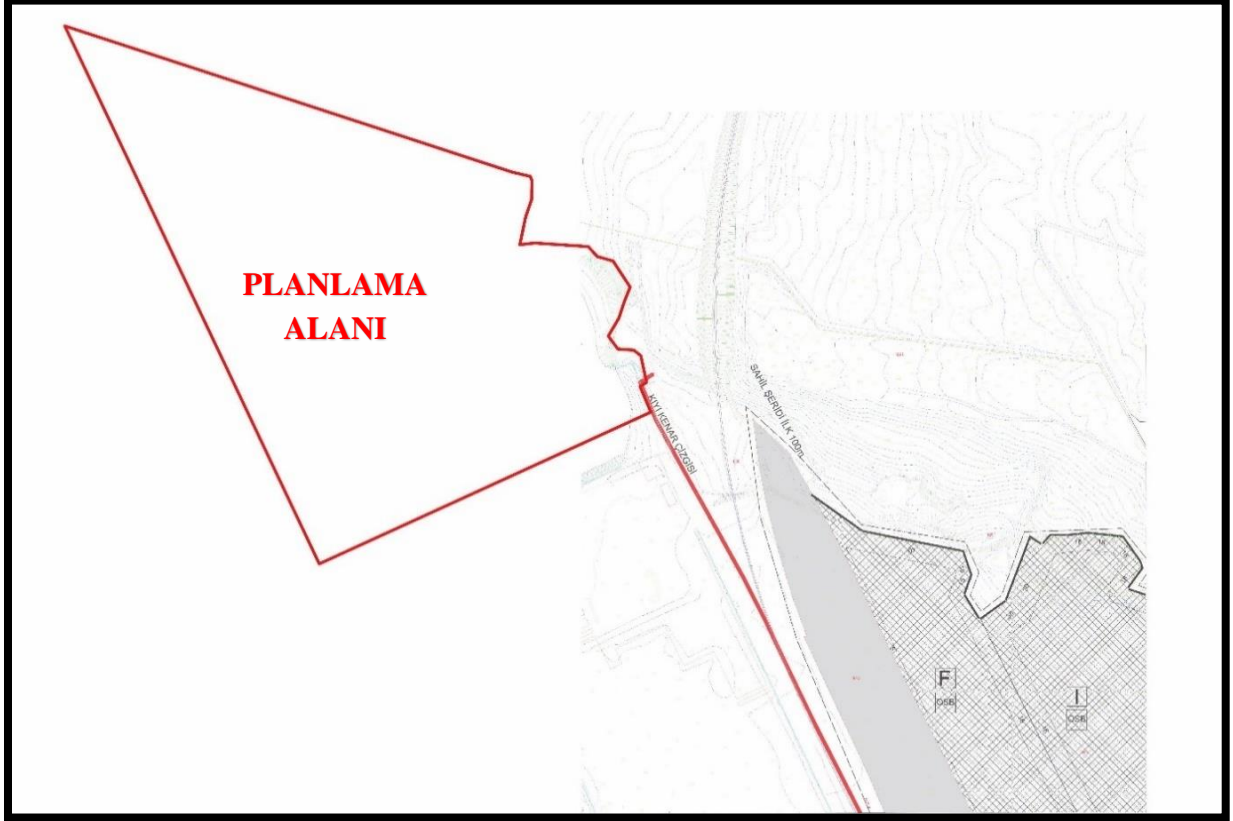 PLANLAMA
ALANI
SAHİL ŞERİDİ İLK 100m.
KIYI KENAR ÇİZGİSİ
F
OSB
I
OSB